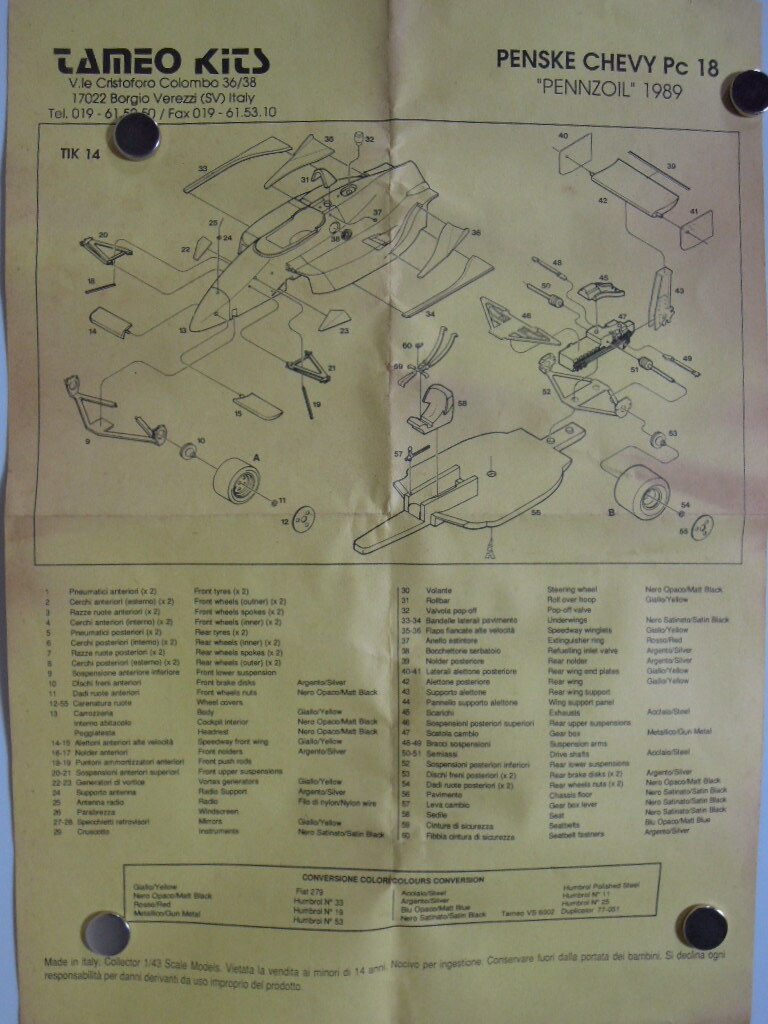 TAMEO KITS
V.le Cristoforo Colombo 36/38
17022 Borgio Verezzi (SV) Italy
Tel. 019 - 61.52.50 / Fax 019 - 61.53.10
PENSKE CHEVY Pc 18
"PENNZOIL" 1989
TIK 14
1 Pneumatici anteriori (x 2) Front tyres (x 2)
2 Cerchi anteriori (esterno) (x 2) Front wheels (outner) (x 2)
3 Razze ruote anteriori (x 2) Front wheels spokes (x 2)
4 Cerchi anteriori (interno) (x 2) Front wheels (inner) (x 2)
5 Pneumatici posteriori (x 2) Rear tyres (x 2)
6 Cerchi posteriori (interno) (x 2) Rear wheels (inner) (x 2)
7 Razze ruote posteriori (x 2) Rear wheels spokes (x 2)
8 Cerchi posteriori (esterno) (x 2) Rear wheels (outer) (x 2)
9 Sospensione anteriore inferiore Front lower suspension
10 Dischi freni anteriori Front brake disks Argento/Silver
11 Dadi ruote anteriori Front wheels nuts Nero Opaco/Matt Black
12-55 Carenatura ruote Wheel covers
13 Carrozzeria Body Giallo/Yellow
Interno abitacolo Cockpit interior Nero Opaco/Matt Black
Poggiatesta Headrest Nero Opaco/Matt Black
14-15 Alettoni anteriori alta velocità Speedway front wing Giallo/Yellow
16-17 Nolder anteriori Front nolders Argento/Silver
18-19 Puntoni ammortizzatori anteriori Front push rods
20-21 Sospensioni anteriori superiori Front upper suspensions
22-23 Generatori di vortice Vortex generators Giallo/Yellow
24 Supporto antenna Radio Support Argento/Silver
25 Antenna radio Radio Filo di nylon/Nylon wire
26 Parabrezza Windscreen
27-28 Specchietti retrovisori Mirrors Giallo/Yellow
29 Cruscotto Instruments Nero Satinato/Satin Black
30 Volante Steering wheel Nero Opaco/Matt Black
31 Rollbar Roll over hoop Giallo/Yellow
32 Valvola pop-off Pop-off valve
33-34 Bandelle laterali pavimento Underwings Nero Satinato/Satin Black
35-36 Flaps fiancate alta velocità Speedway winglets Giallo/Yellow
37 Anello estintore Extinguisher ring Rosso/Red
38 Bocchettone serbatoio Refuelling inlet valve Argento/Silver
39 Nolder posteriore Rear nolder Argento/Silver
40-41 Laterali alettone posteriore Rear wing end plates Giallo/Yellow
42 Alettone posteriore Rear wing Giallo/Yellow
43 Supporto alettone Rear wing support
44 Pannello supporto alettone Wing support panel
45 Scarichi Exhausts Acciaio/Steel
46 Sospensioni posteriori superiori Rear upper suspensions
47 Scatola cambio Gear box Metallico/Gun Metal
48-49 Bracci sospensioni Suspension arms
50-51 Semiassi Drive shafts Acciaio/Steel
52 Sospensioni posteriori inferiori Rear lower suspensions
53 Dischi freni posteriori (x 2) Rear brake disks (x 2) Argento/Silver
54 Dadi ruote posteriori (x 2) Rear wheels nuts (x 2) Nero Opaco/Matt Black
56 Pavimento Chassis floor Nero Satinato/Satin Black
57 Leva cambio Gear box lever Nero Satinato/Satin Black
58 Sedile Seat Nero Satinato/Satin Black
59 Cinture di sicurezza Seatbelts Blu Opaco/Matt Blue
60 Fibbia cintura di sicurezza Seatbelt fasteners Argento/Silver
CONVERSIONE COLORI/COLOURS CONVERSION
Giallo/Yellow Fiat 279
Nero Opaco/Matt Black Humbrol N° 33
Rosso/Red Humbrol N° 19
Metallico/Gun Metal Humbrol N° 53
Acciaio/Steel Humbrol Polished Steel
Argento/Silver Humbrol N° 11
Blu Opaco/Matt Blue Humbrol N° 25
Nero Satinato/Satin Black Tameo VS 6002 Duplicolor
Made in Italy. Collector 1/43 Scale Models. Vietata la vendita ai minori di 14 anni. Nocivo per ingestione. Conservare fuori dalla portata dei bambini. Si declina ogni
responsabilità per danni derivanti da uso improprio del prodotto.